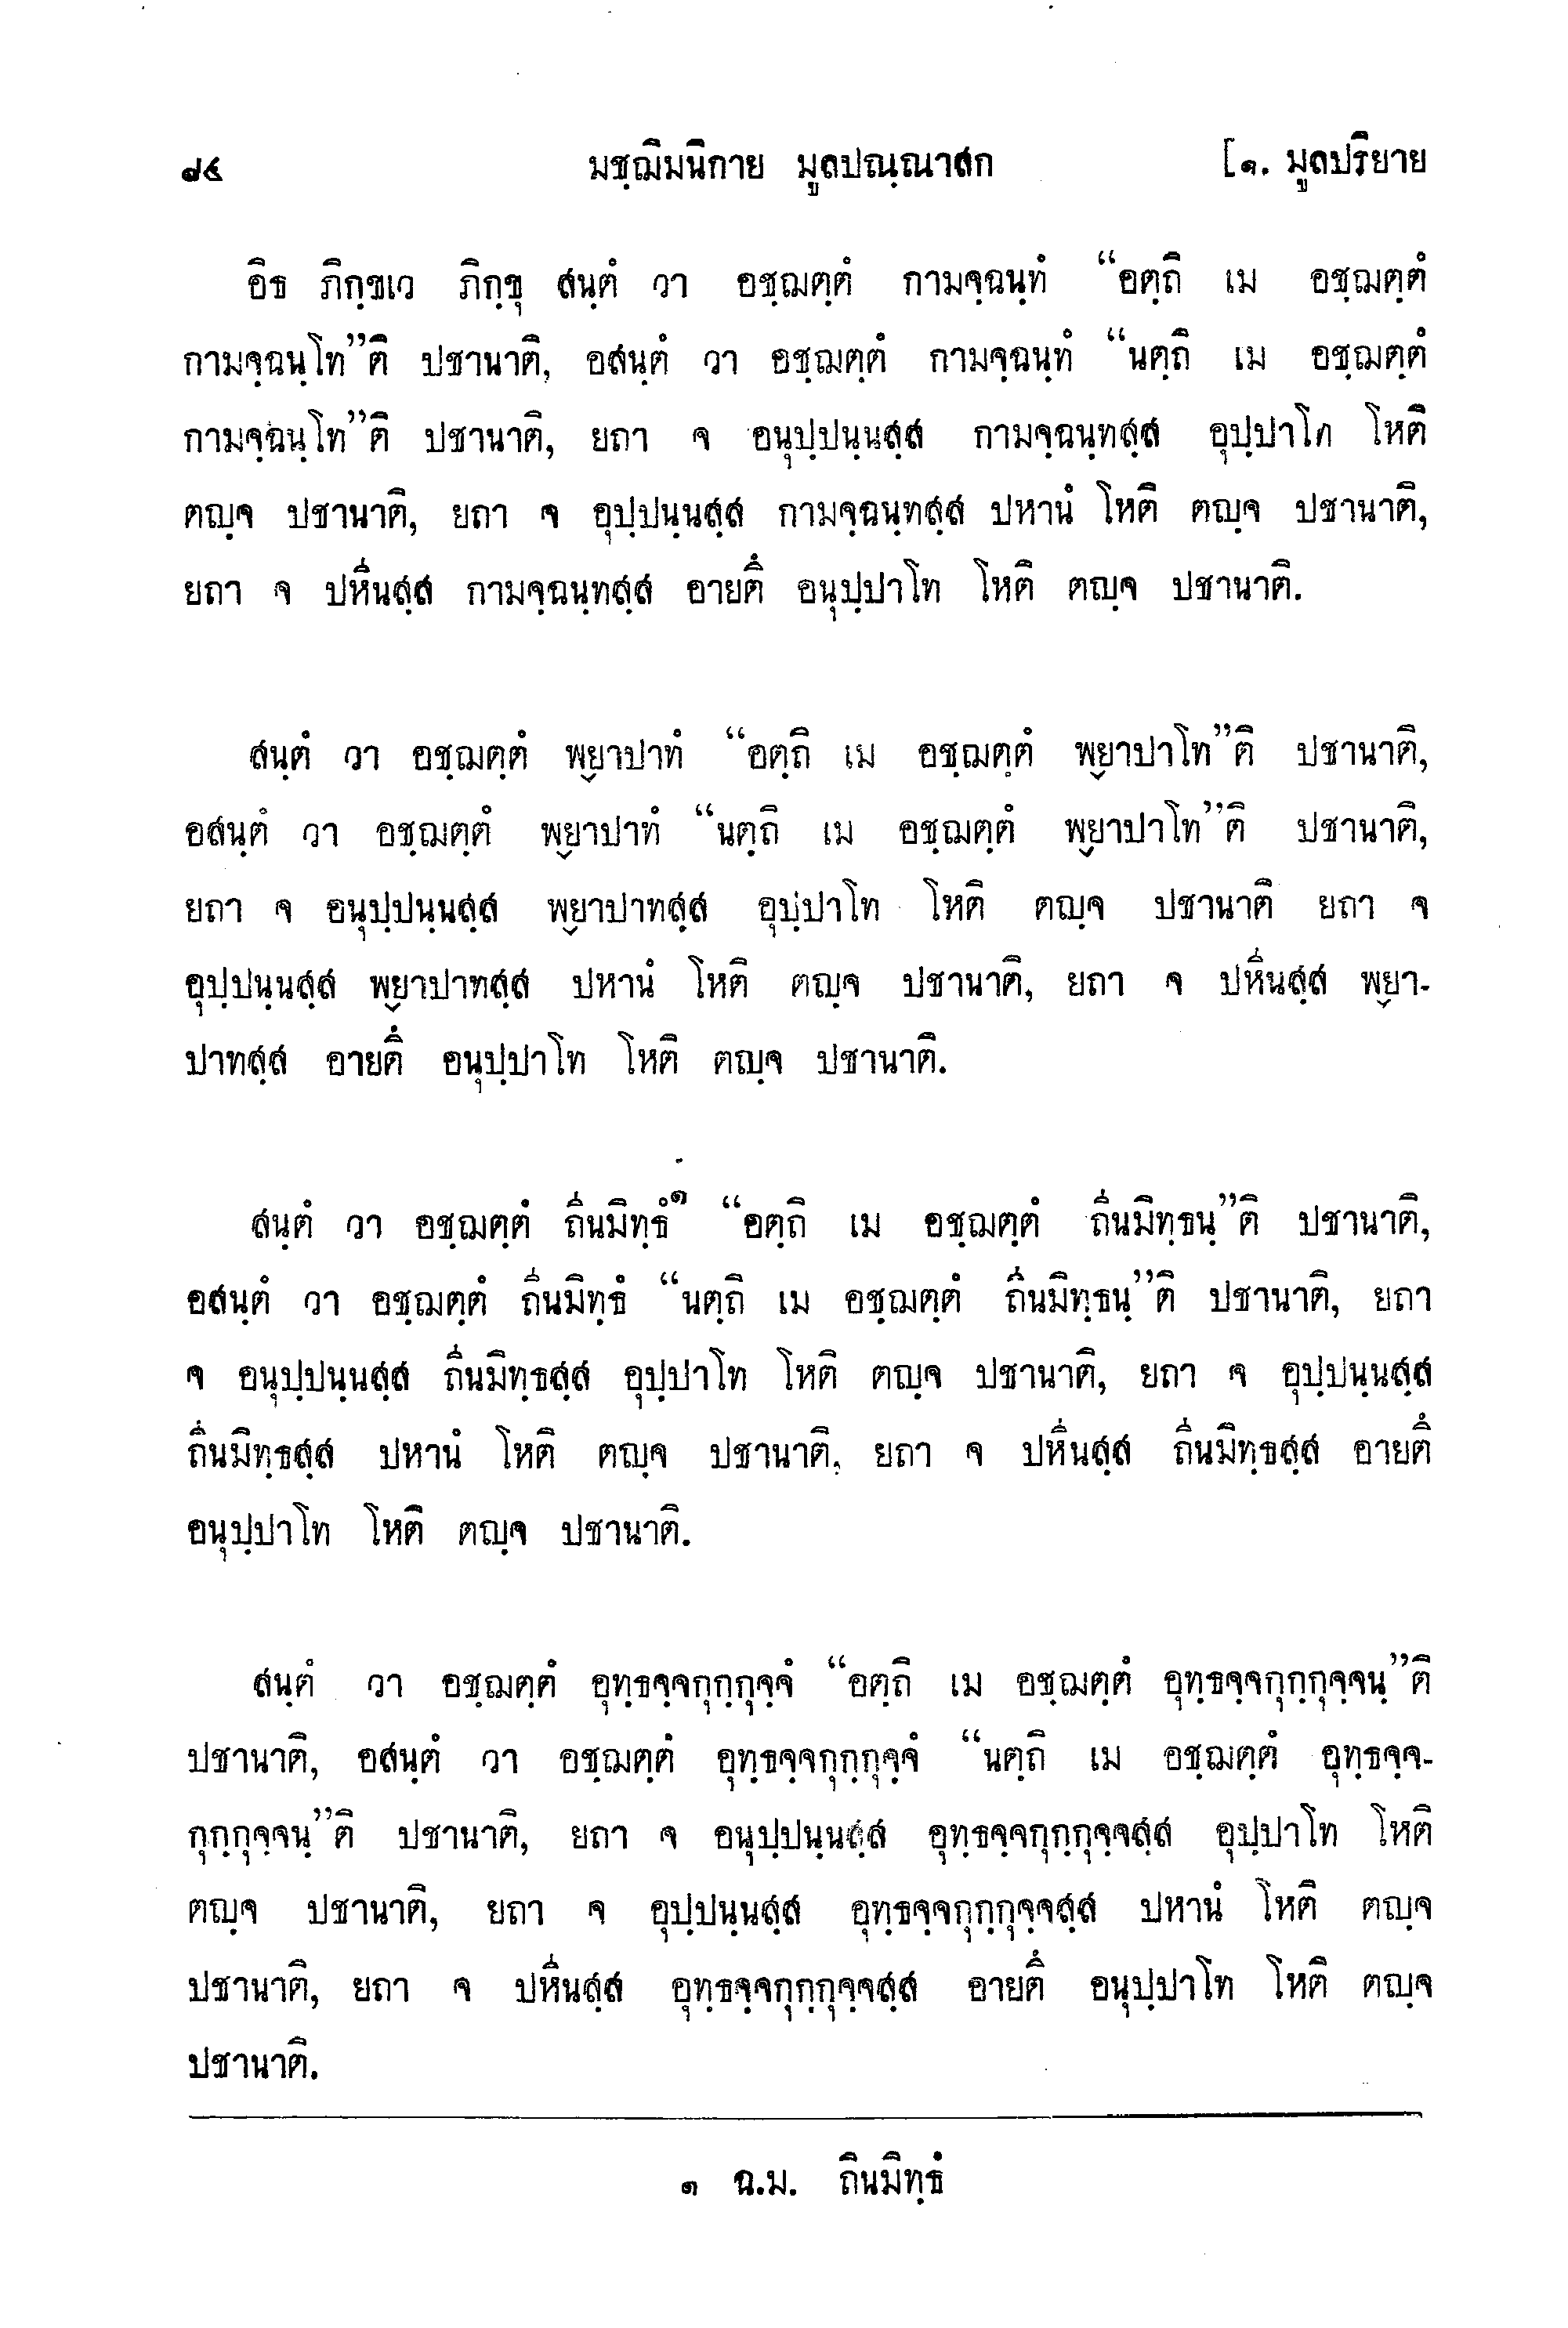 ๘๔ มชฺฌิมนิกาย มูลปณฺณาสก [๑. มูลปริยาย
อิธ ภิกฺขเว ภิกฺขุ สนฺตํ วา อชฺฌตฺตํ กามจฺฉนฺทํ “อตฺถิ เม อชฺฌตฺตํ
กามจฺฉนฺโท”ติ ปชานาติ, อสนฺตํ วา อชฺฌตฺตํ กามจฺฉนฺทํ “นตฺถิ เม อชฺฌตฺตํ
กามจฺฉนฺโท”ติ ปชานาติ, ยถา จ อนุปฺปนฺนสฺส กามจฺฉนฺทสฺส อุปฺปาโท โหติ
ตญฺจ ปชานาติ, ยถา จ อุปฺปนฺนสฺส กามจฺฉนฺทสฺส ปหานํ โหติ ตญฺจ ปชานาติ,
ยถา จ ปหีนสฺส กามจฺฉนฺทสฺส อายตึ อนุปฺปาโท โหติ ตญฺจ ปชานาติ.
สนฺตํ วา อชฺฌตฺตํ พฺยาปาทํ “อตฺถิ เม อชฺฌตฺตํ พฺยาปาโท”ติ ปชานาติ,
อสนฺตํ วา อชฺฌตฺตํ พฺยาปาทํ “นตฺถิ เม อชฺฌตฺตํ พฺยาปาโท”ติ ปชานาติ,
ยถา จ อนุปฺปนฺนสฺส พฺยาปาทสฺส อุปฺปาโท โหติ ตญฺจ ปชานาติ ยถา จ
อุปฺปนฺนสฺส พฺยาปาทสฺส ปหานํ โหติ ตญฺจ ปชานาติ, ยถา จ ปหีนสฺส พฺยา-
ปาทสฺส อายตึ อนุปฺปาโท โหติ ตญฺจ ปชานาติ.
สนฺตํ วา อชฺฌตฺตํ ถีนมิทฺธํ๑ “อตฺถิ เม อชฺฌตฺตํ ถีนมิทฺธนฺ”ติ ปชานาติ,
อสนฺตํ วา อชฺฌตฺตํ ถีนมิทฺธํ “นตฺถิ เม อชฺฌตฺตํ ถีนมิทฺธนฺ”ติ ปชานาติ, ยถา
จ อนุปฺปนฺนสฺส ถีนมิทฺธสฺส อุปฺปาโท โหติ ตญฺจ ปชานาติ, ยถา จ อุปฺปนฺนสฺส
ถีนมิทฺธสฺส ปหานํ โหติ ตญฺจ ปชานาติ, ยถา จ ปหีนสฺส ถีนมิทฺธสฺส อายตึ
อนุปฺปาโท โหติ ตญฺจ ปชานาติ.
สนฺตํ วา อชฺฌตฺตํ อุทฺธจฺจกุกฺกุจฺจํ “อตฺถิ เม อชฺฌตฺตํ อุทฺธจฺจกุกฺกุจฺจนฺ”ติ
ปชานาติ, อสนฺตํ วา อชฺฌตฺตํ อุทฺธจฺจกุกฺกุจฺจํ “นตฺถิ เม อชฺฌตฺตํ อุทฺธจฺจ-
กุกฺกุจฺจนฺ”ติ ปชานาติ, ยถา จ อนุปฺปนฺนสฺส อุทฺธจฺจกุกฺกุจฺจสฺส อุปฺปาโท โหติ
ตญฺจ ปชานาติ, ยถา จ อุปฺปนฺนสฺส อุทฺธจฺจกุกฺกุจฺจสฺส ปหานํ โหติ ตญฺจ
ปชานาติ, ยถา จ ปหีนสฺส อุทฺธจฺจกุกฺกุจฺจสฺส อายตึ อนุปฺปาโท โหติ ตญฺจ
ปชานาติ.
๑ ฉ.ม. ถินมิทฺธํ